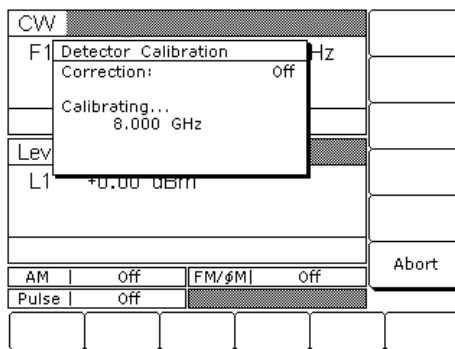 CW
F1 Hz
Detector Calibration
Correction: Off
Calibrating...
8.000 GHz
Lev
L1 +0.00 dBm
Abort
AM | Off FM/ϕM| Off
Pulse | Off